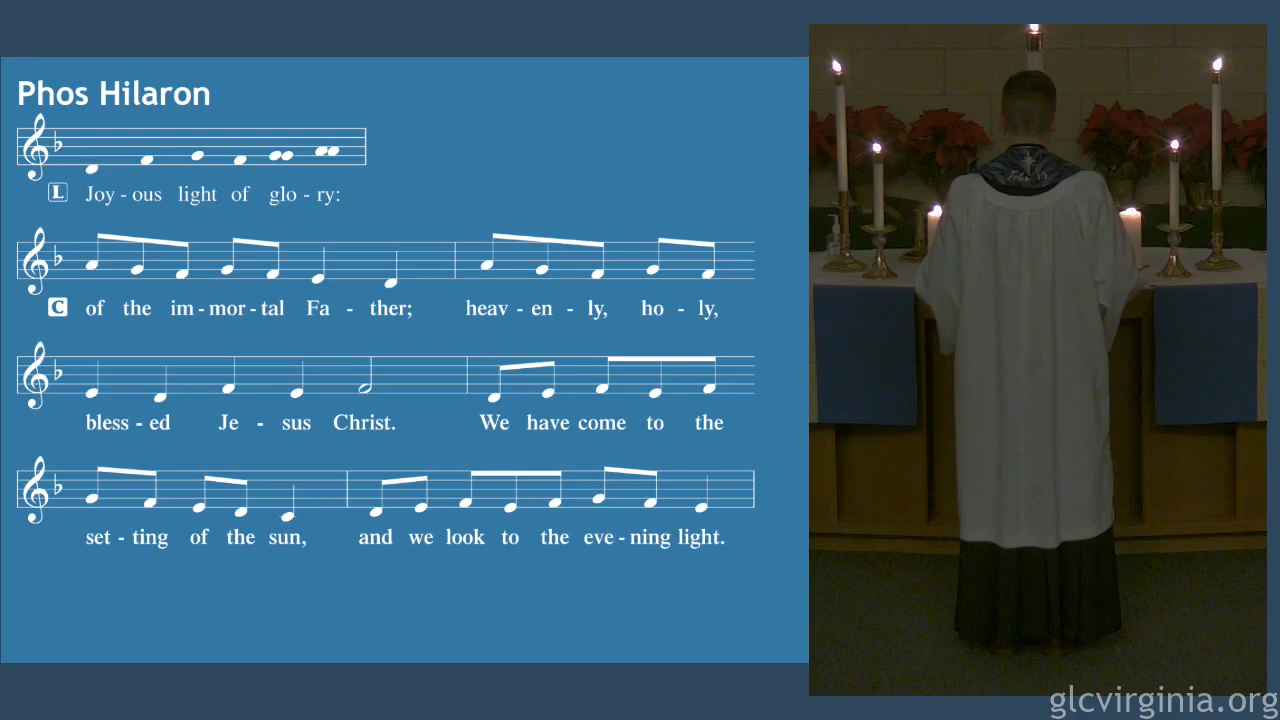 Phos Hilaron
L Joy - ous light of glo - ry:
C of the im - mor - tal Fa - ther; heav - en - ly, ho - ly,
bless - ed Je - sus Christ. We have come to the
set - ting of the sun, and we look to the eve - ning light.
glcvirginia.org